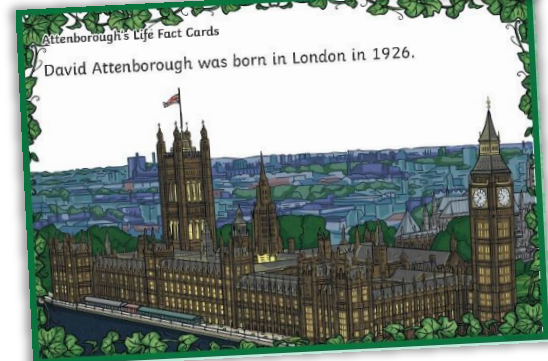 Attenborough's Life Fact Cards
David Attenborough was born in London in 1926.